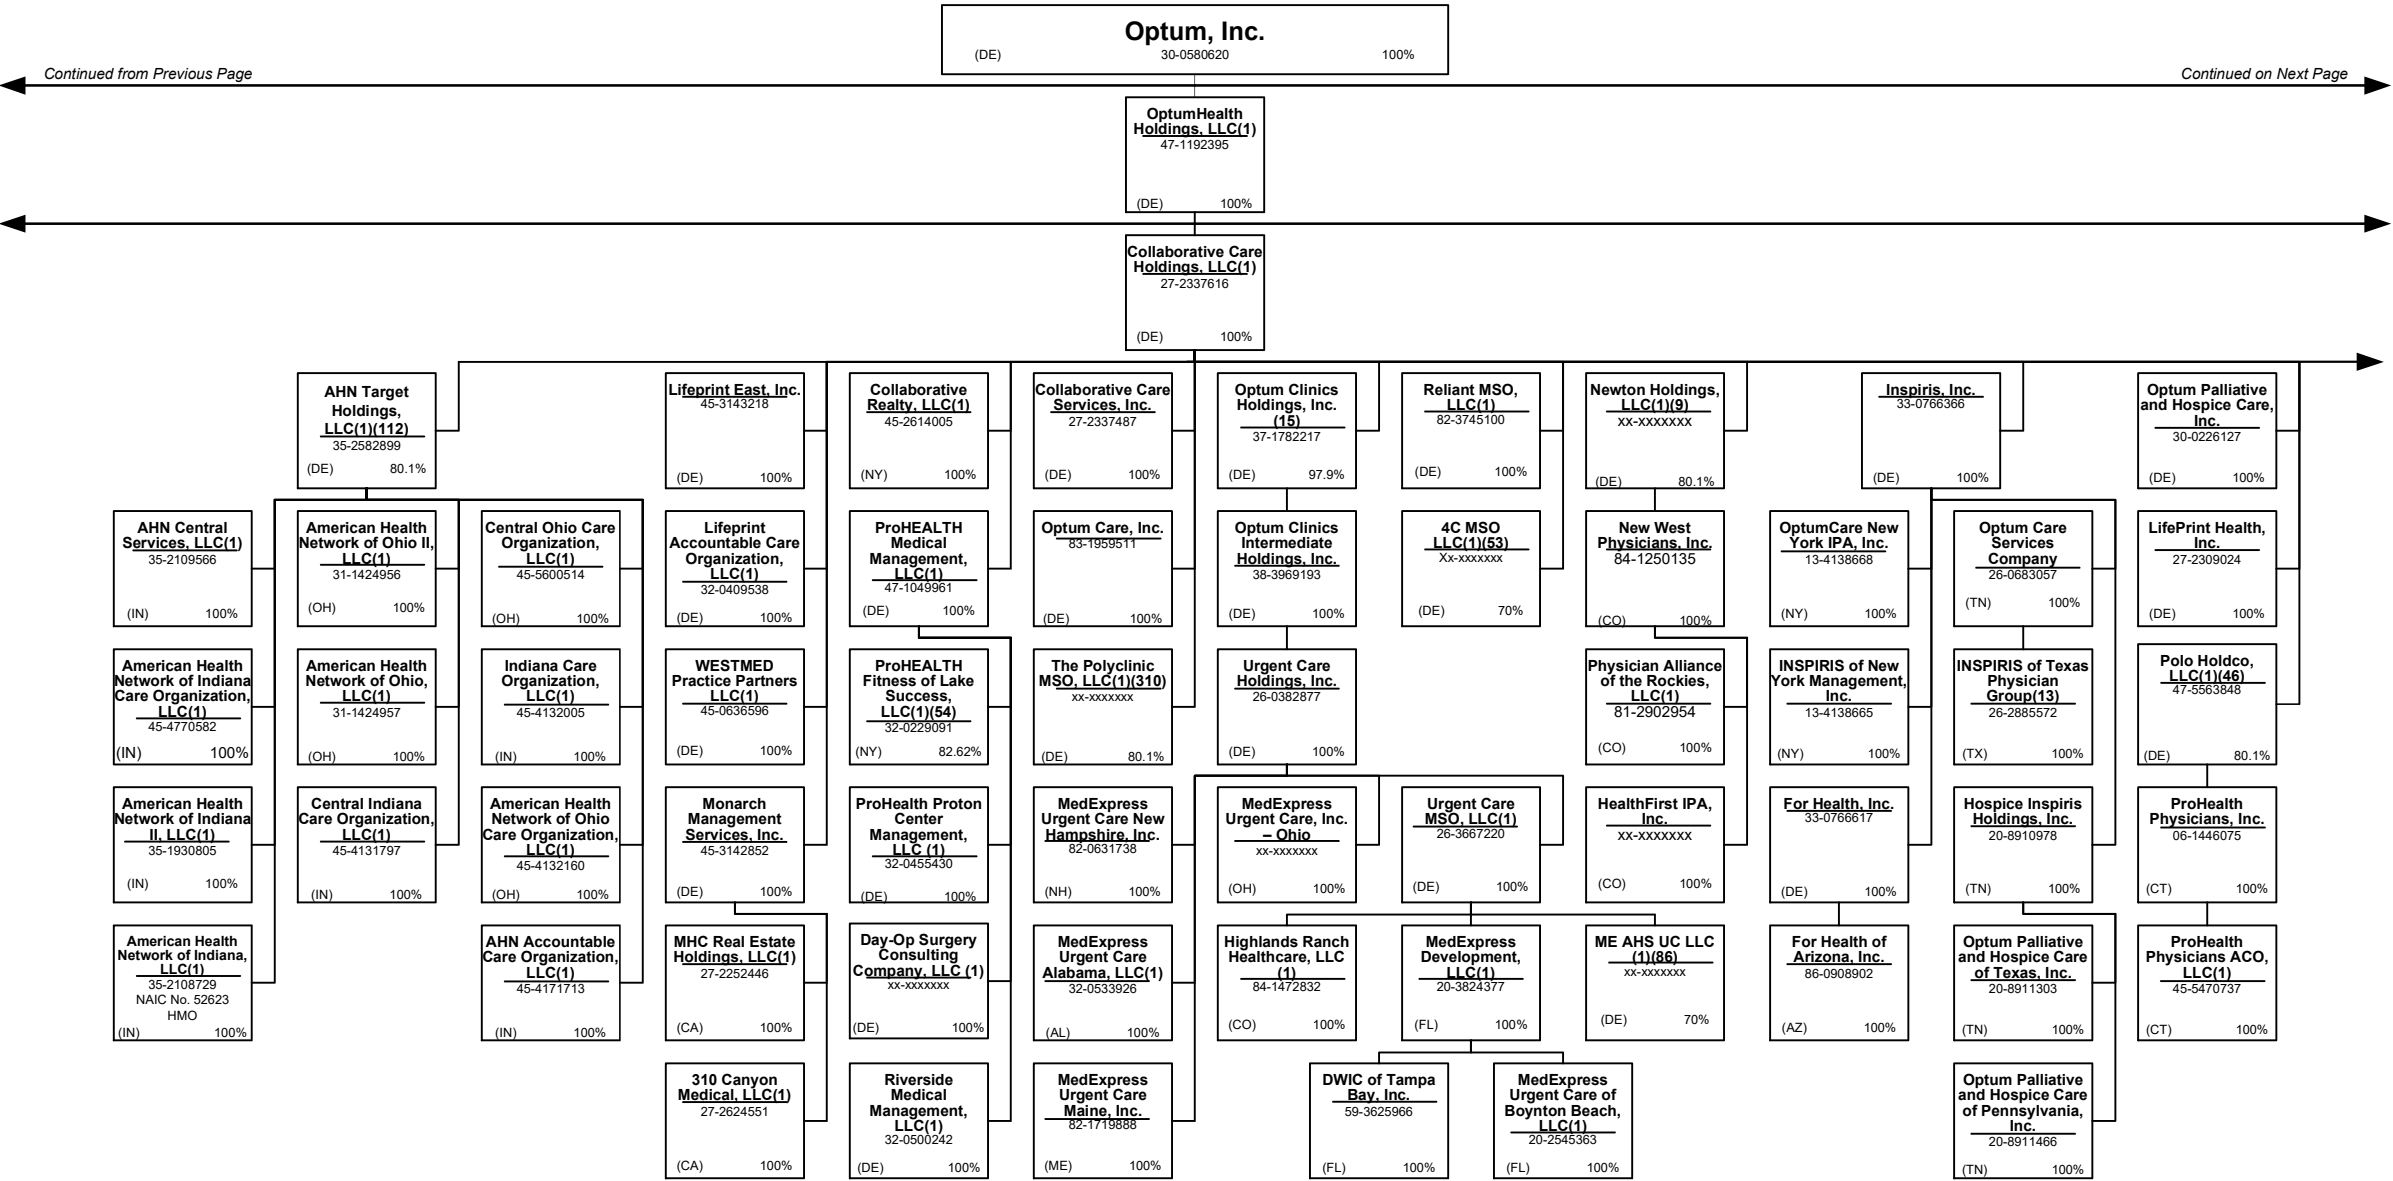 Optum, Inc.
(DE) 30-0580620 100%
Continued from Previous Page
Continued on Next Page
OptumHealth
Holdings, LLC(1)
47-1192395
(DE) 100%
Collaborative Care
Holdings, LLC(1)
27-2337616
(DE) 100%
AHN Target
Holdings,
LLC(1)(112)
35-2582899
(DE) 80.1%
Lifeprint East, Inc.
45-3143218
(DE) 100%
Collaborative
Realty, LLC(1)
45-2614005
(NY) 100%
Collaborative Care
Services, Inc.
27-2337487
(DE) 100%
Optum Clinics
Holdings, Inc.
(15)
37-1782217
(DE) 97.9%
Reliant MSO,
LLC(1)
82-3745100
(DE) 100%
Newton Holdings,
LLC(1)(9)
xx-xxxxxxx
(DE) 80.1%
Inspiris, Inc.
33-0766366
(DE) 100%
Optum Palliative
and Hospice Care,
Inc.
30-0226127
(DE) 100%
AHN Central
Services, LLC(1)
35-2109566
(IN) 100%
American Health
Network of Ohio II,
LLC(1)
31-1424956
(OH) 100%
Central Ohio Care
Organization,
LLC(1)
45-5600514
(OH) 100%
Lifeprint
Accountable Care
Organization,
LLC(1)
32-0409538
(DE) 100%
ProHEALTH
Medical
Management,
LLC(1)
47-1049961
(DE) 100%
Optum Care, Inc.
83-1959511
(DE) 100%
Optum Clinics
Intermediate
Holdings, Inc.
38-3969193
(DE) 100%
4C MSO
LLC(1)(53)
Xx-xxxxxxx
(DE) 70%
New West
Physicians, Inc.
84-1250135
(CO) 100%
OptumCare New
York IPA, Inc.
13-4138668
(NY) 100%
Optum Care
Services
Company
26-0683057
(TN) 100%
LifePrint Health,
Inc.
27-2309024
(DE) 100%
American Health
Network of Indiana
Care Organization,
LLC(1)
45-4770582
(IN) 100%
American Health
Network of Ohio,
LLC(1)
31-1424957
(OH) 100%
Indiana Care
Organization,
LLC(1)
45-4132005
(IN) 100%
WESTMED
Practice Partners
LLC(1)
45-0636596
(DE) 100%
ProHEALTH
Fitness of Lake
Success,
LLC(1)(54)
32-0229091
(NY) 82.62%
The Polyclinic
MSO, LLC(1)(310)
xx-xxxxxxx
(DE) 80.1%
Urgent Care
Holdings, Inc.
26-0382877
(DE) 100%
Physician Alliance
of the Rockies,
LLC(1)
81-2902954
(CO) 100%
INSPIRIS of New
York Management,
Inc.
13-4138665
(NY) 100%
INSPIRIS of Texas
Physician
Group(13)
26-2885572
(TX) 100%
Polo Holdco,
LLC(1)(46)
47-5563848
(DE) 80.1%
American Health
Network of Indiana
II, LLC(1)
35-1930805
(IN) 100%
Central Indiana
Care Organization,
LLC(1)
45-4131797
(IN) 100%
American Health
Network of Ohio
Care Organization,
LLC(1)
45-4132160
(OH) 100%
Monarch
Management
Services, Inc.
45-3142852
(DE) 100%
ProHealth Proton
Center
Management,
LLC (1)
32-0455430
(DE) 100%
MedExpress
Urgent Care New
Hampshire, Inc.
82-0631738
(NH) 100%
MedExpress
Urgent Care, Inc.
– Ohio
xx-xxxxxxx
(OH) 100%
Urgent Care
MSO, LLC(1)
26-3667220
(DE) 100%
HealthFirst IPA,
Inc.
xx-xxxxxxx
(CO) 100%
For Health, Inc.
33-0766617
(DE) 100%
Hospice Inspiris
Holdings, Inc.
20-8910978
(TN) 100%
ProHealth
Physicians, Inc.
06-1446075
(CT) 100%
American Health
Network of Indiana,
LLC(1)
35-2108729
NAIC No. 52623
HMO
(IN) 100%
AHN Accountable
Care Organization,
LLC(1)
45-4171713
(IN) 100%
MHC Real Estate
Holdings, LLC(1)
27-2252446
(CA) 100%
Day-Op Surgery
Consulting
Company, LLC (1)
xx-xxxxxxx
(DE) 100%
MedExpress
Urgent Care
Alabama, LLC(1)
32-0533926
(AL) 100%
Highlands Ranch
Healthcare, LLC
(1)
84-1472832
(CO) 100%
MedExpress
Development,
LLC(1)
20-3824377
(FL) 100%
ME AHS UC LLC
(1)(86)
xx-xxxxxxx
(DE) 70%
For Health of
Arizona, Inc.
86-0908902
(AZ) 100%
Optum Palliative
and Hospice Care
of Texas, Inc.
20-8911303
(TN) 100%
ProHealth
Physicians ACO,
LLC(1)
45-5470737
(CT) 100%
310 Canyon
Medical, LLC(1)
27-2624551
(CA) 100%
Riverside
Medical
Management,
LLC(1)
32-0500242
(DE) 100%
MedExpress
Urgent Care
Maine, Inc.
82-1719888
(ME) 100%
DWIC of Tampa
Bay, Inc.
59-3625966
(FL) 100%
MedExpress
Urgent Care of
Boynton Beach,
LLC(1)
20-2545363
(FL) 100%
Optum Palliative
and Hospice Care
of Pennsylvania,
Inc.
20-8911466
(TN) 100%